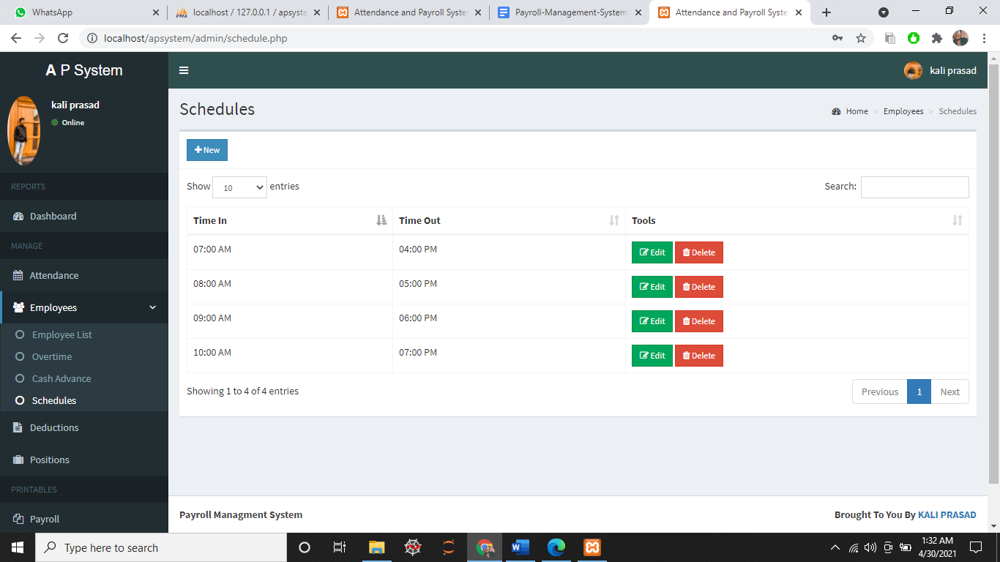 WhatsApp
localhost / 127.0.0.1 / apsyste
Attendance and Payroll Syste
Payroll-Management-System
Attendance and Payroll Syste
localhost/apsystem/admin/schedule.php
A P System
kali prasad
kali prasad
Online
Schedules
Home > Employees > Schedules
New
REPORTS
Show 10 entries
Search:
Dashboard
Time In Time Out Tools
MANAGE
07:00 AM 04:00 PM Edit Delete
Attendance
08:00 AM 05:00 PM Edit Delete
Employees
09:00 AM 06:00 PM Edit Delete
Employee List
Overtime
10:00 AM 07:00 PM Edit Delete
Cash Advance
Showing 1 to 4 of 4 entries
Previous 1 Next
Schedules
Deductions
Positions
PRINTABLES
Payroll
Payroll Managment System
Brought To You By KALI PRASAD
Type here to search
1:32 AM
4/30/2021